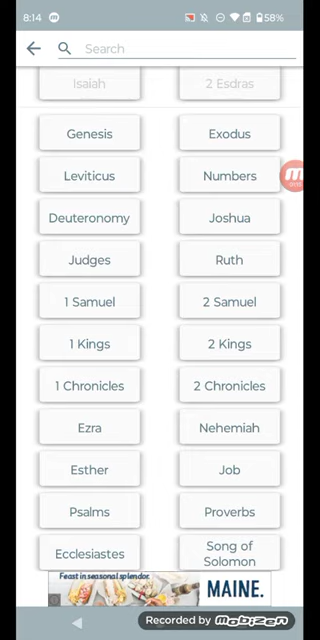 8:14 58%
Search
Isaiah 2 Esdras
Genesis Exodus
Leviticus Numbers
Deuteronomy Joshua
Judges Ruth
1 Samuel 2 Samuel
1 Kings 2 Kings
1 Chronicles 2 Chronicles
Ezra Nehemiah
Esther Job
Psalms Proverbs
Ecclesiastes Song of
Solomon
Feast in seasonal splendor.
MAINE.
Recorded by Mobizen